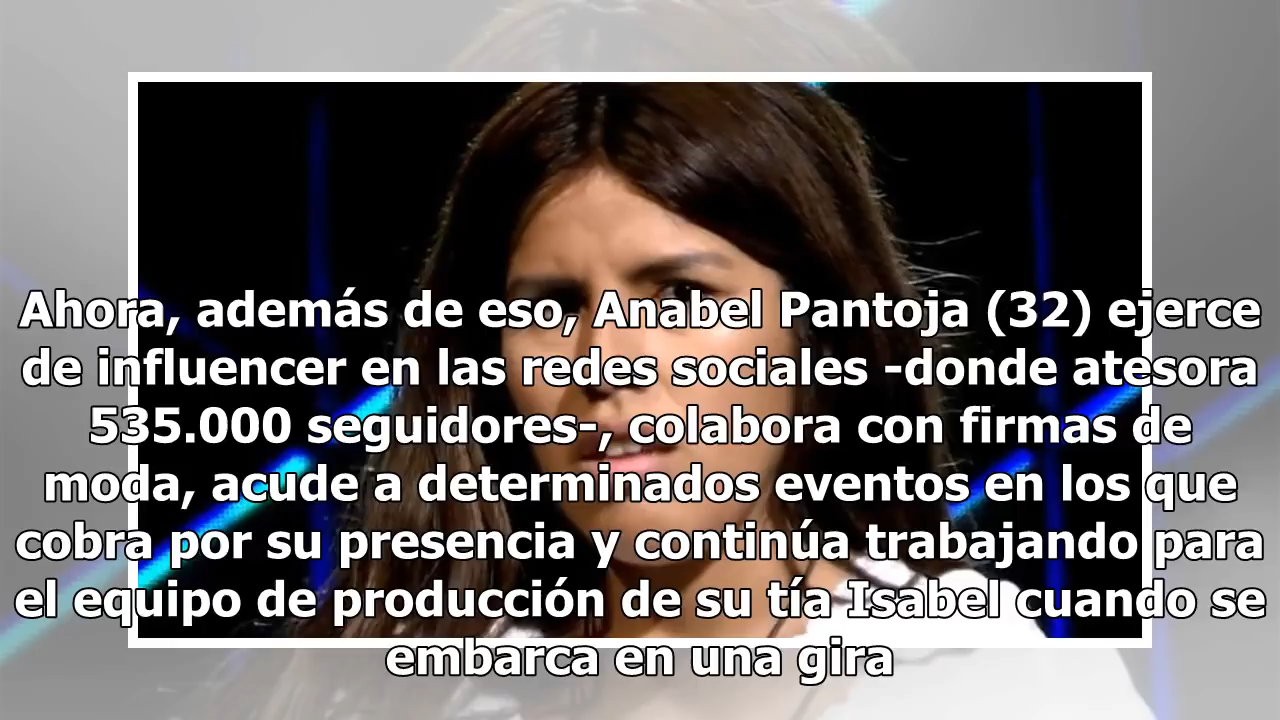 Ahora, además de eso, Anabel Pantoja (32) ejerce
de influencer en las redes sociales -donde atesora
535.000 seguidores-, colabora con firmas de
moda, acude a determinados eventos en los que
cobra por su presencia y continúa trabajando para
el equipo de producción de su tía Isabel cuando se
embarca en una gira